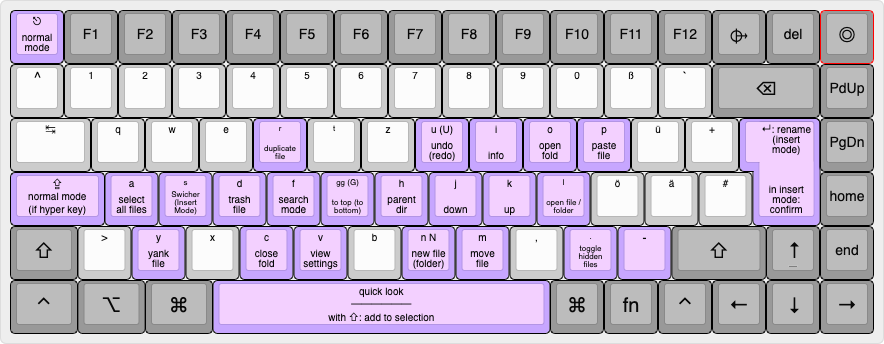 ⎋ normal mode
F1
F2
F3
F4
F5
F6
F7
F8
F9
F10
F11
F12
del
^
1
2
3
4
5
6
7
8
9
0
ß
`
⌫
PdUp
↹
q
w
e
r duplicate file
t
z
u (U) undo (redo)
i info
o open fold
p paste file
ü
+
↵: rename (insert mode)
in insert mode: confirm
PgDn
⇪ normal mode (if hyper key)
a select all files
s Swicher (Insert Mode)
d trash file
f search mode
gg (G) to top (to bottom)
h parent dir
j down
k up
l open file / folder
ö
ä
#
home
⇧
>
y yank file
x
c close fold
v view settings
b
n N new file (folder)
m move file
,
. toggle hidden files
-
⇧
↑
end
^
⌥
⌘
quick look
with ⇧: add to selection
⌘
fn
^
←
↓
→